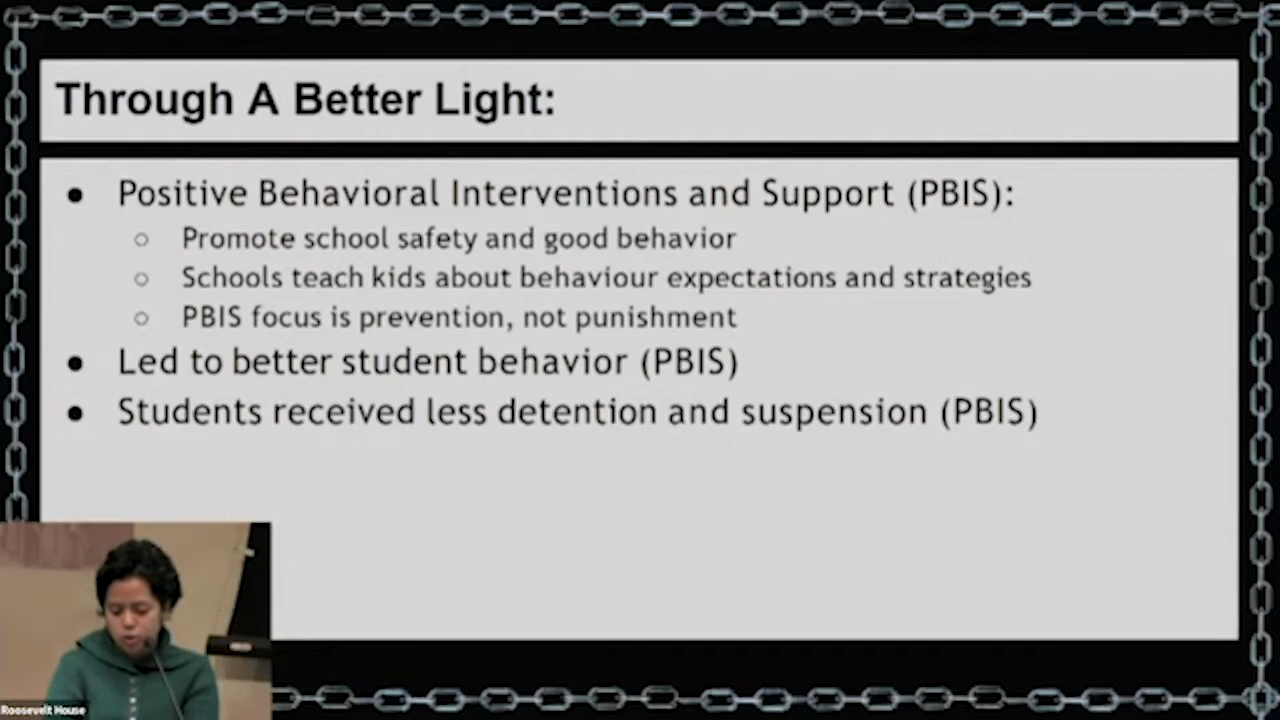 Through A Better Light:
● Positive Behavioral Interventions and Support (PBIS):
○ Promote school safety and good behavior
○ Schools teach kids about behaviour expectations and strategies
○ PBIS focus is prevention, not punishment
● Led to better student behavior (PBIS)
● Students received less detention and suspension (PBIS)
Roosevelt House